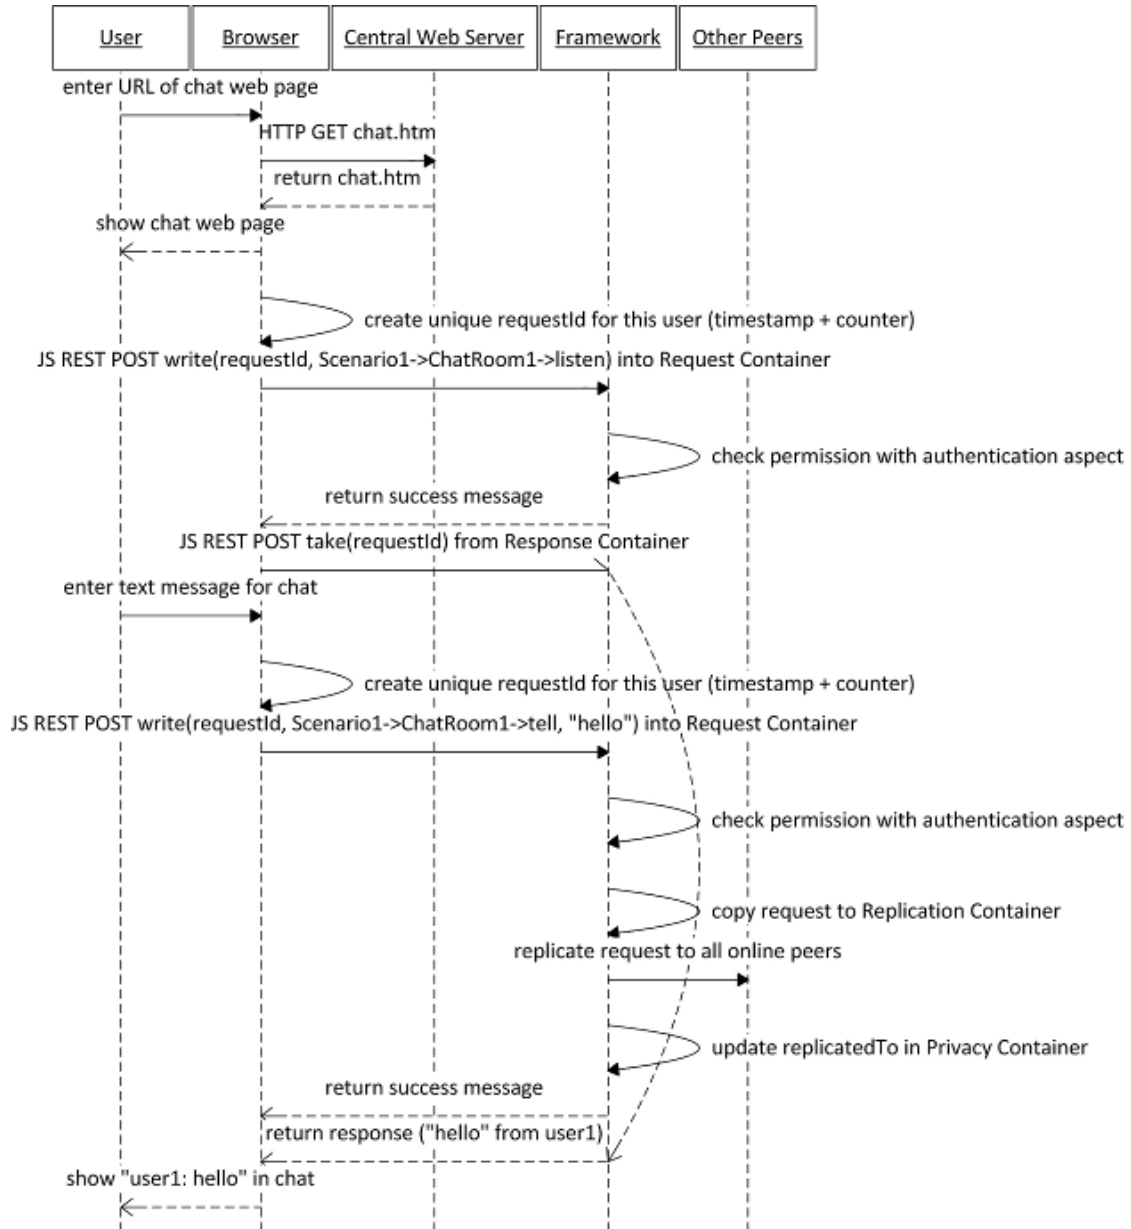 User
Browser
Central Web Server
Framework
Other Peers
enter URL of chat web page
HTTP GET chat.htm
return chat.htm
show chat web page
create unique requestId for this user (timestamp + counter)
JS REST POST write(requestId, Scenario1->ChatRoom1->listen) into Request Container
check permission with authentication aspect
return success message
JS REST POST take(requestId) from Response Container
enter text message for chat
create unique requestId for this user (timestamp + counter)
JS REST POST write(requestId, Scenario1->ChatRoom1->tell, "hello") into Request Container
check permission with authentication aspect
copy request to Replication Container
replicate request to all online peers
update replicatedTo in Privacy Container
return success message
return response ("hello" from user1)
show "user1: hello" in chat